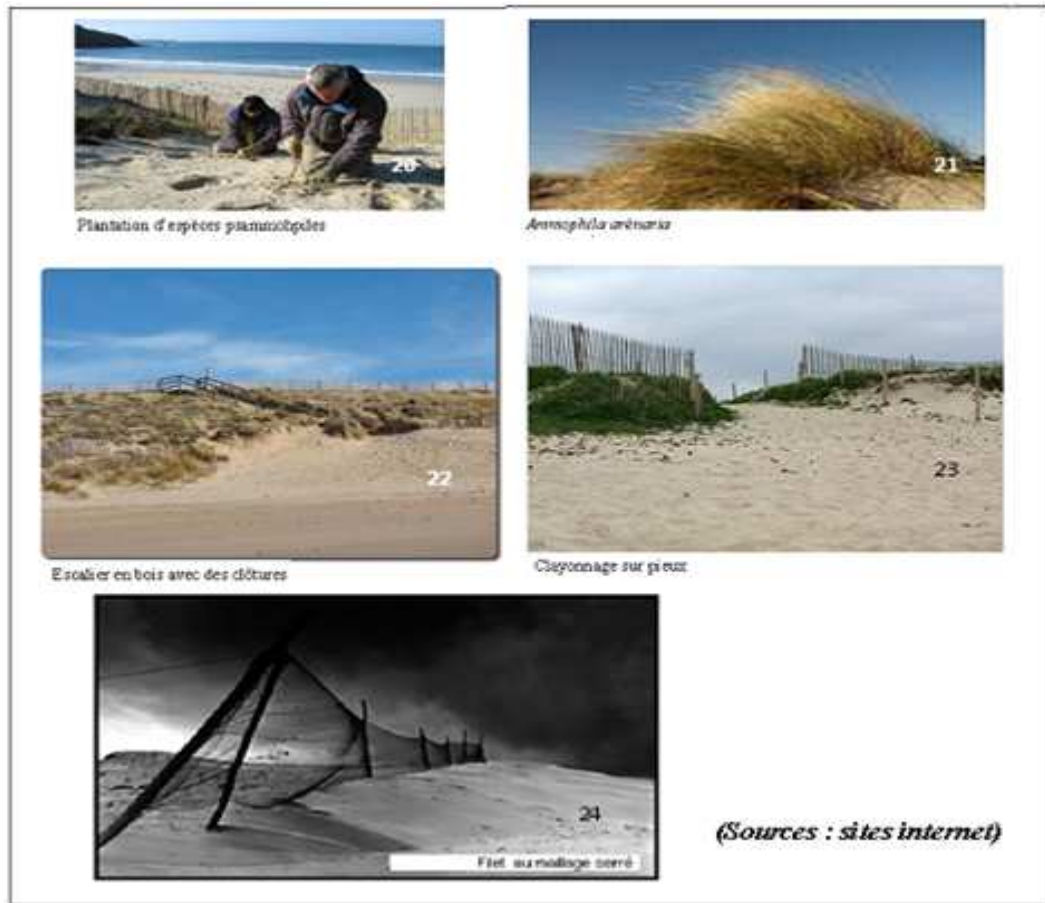 20
21
Plantation d'espèces psammohpules
Ammophila arénaria
22
23
Escalier en bois avec des clôtures
Clayonnage sur pieux
24
Filet au maillage serré
(Sources : sites internet)